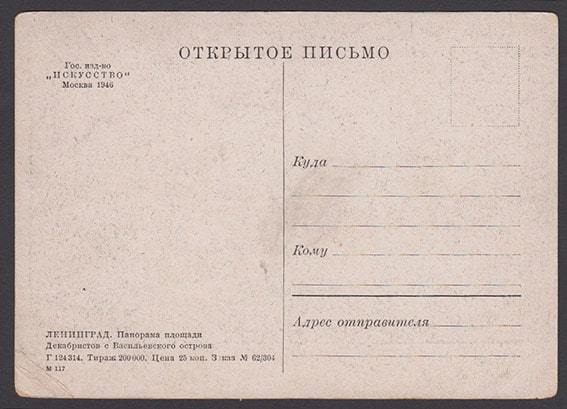 ОТКРЫТОЕ ПИСЬМО
Гос. изд-во
„ИСКУССТВО“
Москва 1946
Куда
Кому
Адрес отправителя
ЛЕНИНГРАД. Панорама площади
Декабристов с Васильевского острова
Г 124314. Тираж 200000. Цена 25 коп. Заказ № 62/304
М 117